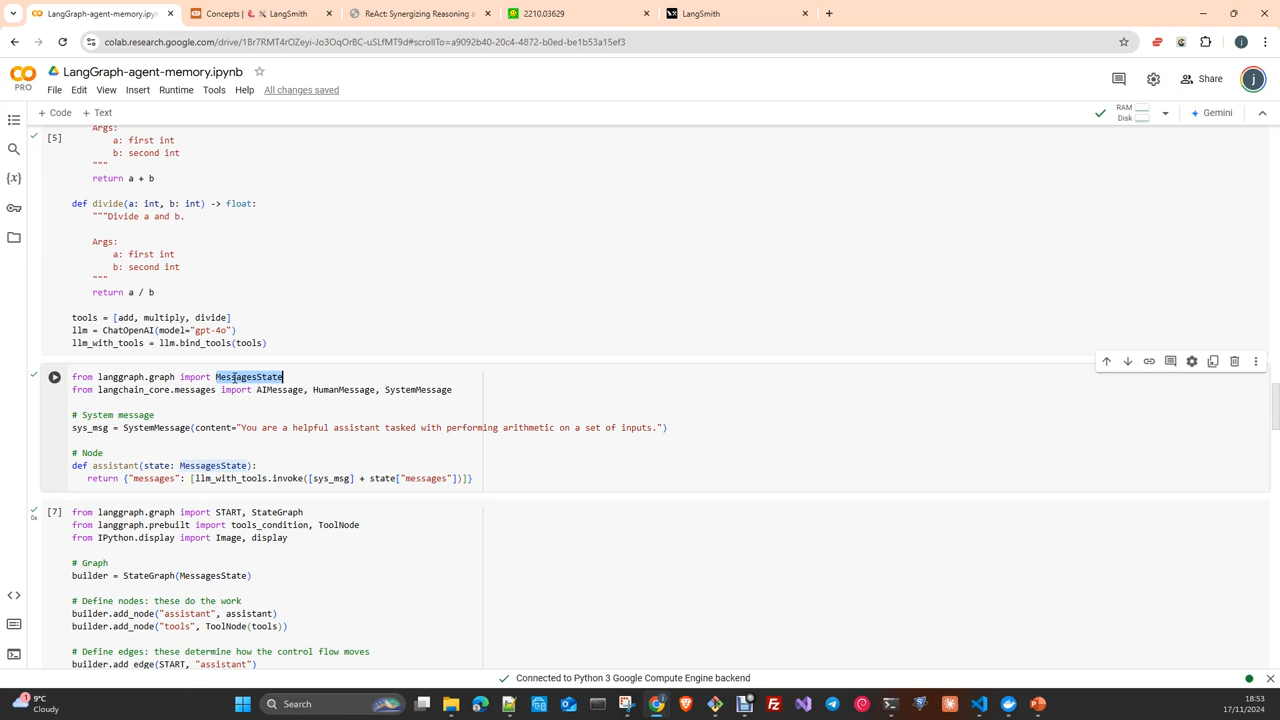 LangGraph-agent-memory.ipynb
Concepts | 🦜️🛠️ LangSmith
ReAct: Synergizing Reasoning a
2210.03629
LangSmith
colab.research.google.com/drive/1Br7RMT4rOZeyi-Jo3OqOrBC-uSLfMT9d#scrollTo=a9092b40-20c4-4872-b0ed-be1b53a15ef3
CO
PRO
LangGraph-agent-memory.ipynb
Share
j
File Edit View Insert Runtime Tools Help All changes saved
+ Code + Text
RAM
Disk
Gemini
[5]
Args:
a: first int
b: second int
"""
return a + b
def divide(a: int, b: int) -> float:
"""Divide a and b.
Args:
a: first int
b: second int
"""
return a / b
tools = [add, multiply, divide]
llm = ChatOpenAI(model="gpt-4o")
llm_with_tools = llm.bind_tools(tools)
from langgraph.graph import MessagesState
from langchain_core.messages import AIMessage, HumanMessage, SystemMessage
# System message
sys_msg = SystemMessage(content="You are a helpful assistant tasked with performing arithmetic on a set of inputs.")
# Node
def assistant(state: MessagesState):
return {"messages": [llm_with_tools.invoke([sys_msg] + state["messages"])]}
[7]
0s
from langgraph.graph import START, StateGraph
from langgraph.prebuilt import tools_condition, ToolNode
from IPython.display import Image, display
# Graph
builder = StateGraph(MessagesState)
# Define nodes: these do the work
builder.add_node("assistant", assistant)
builder.add_node("tools", ToolNode(tools))
# Define edges: these determine how the control flow moves
builder.add_edge(START, "assistant")
Connected to Python 3 Google Compute Engine backend
9°C
Cloudy
Search
18:53
17/11/2024